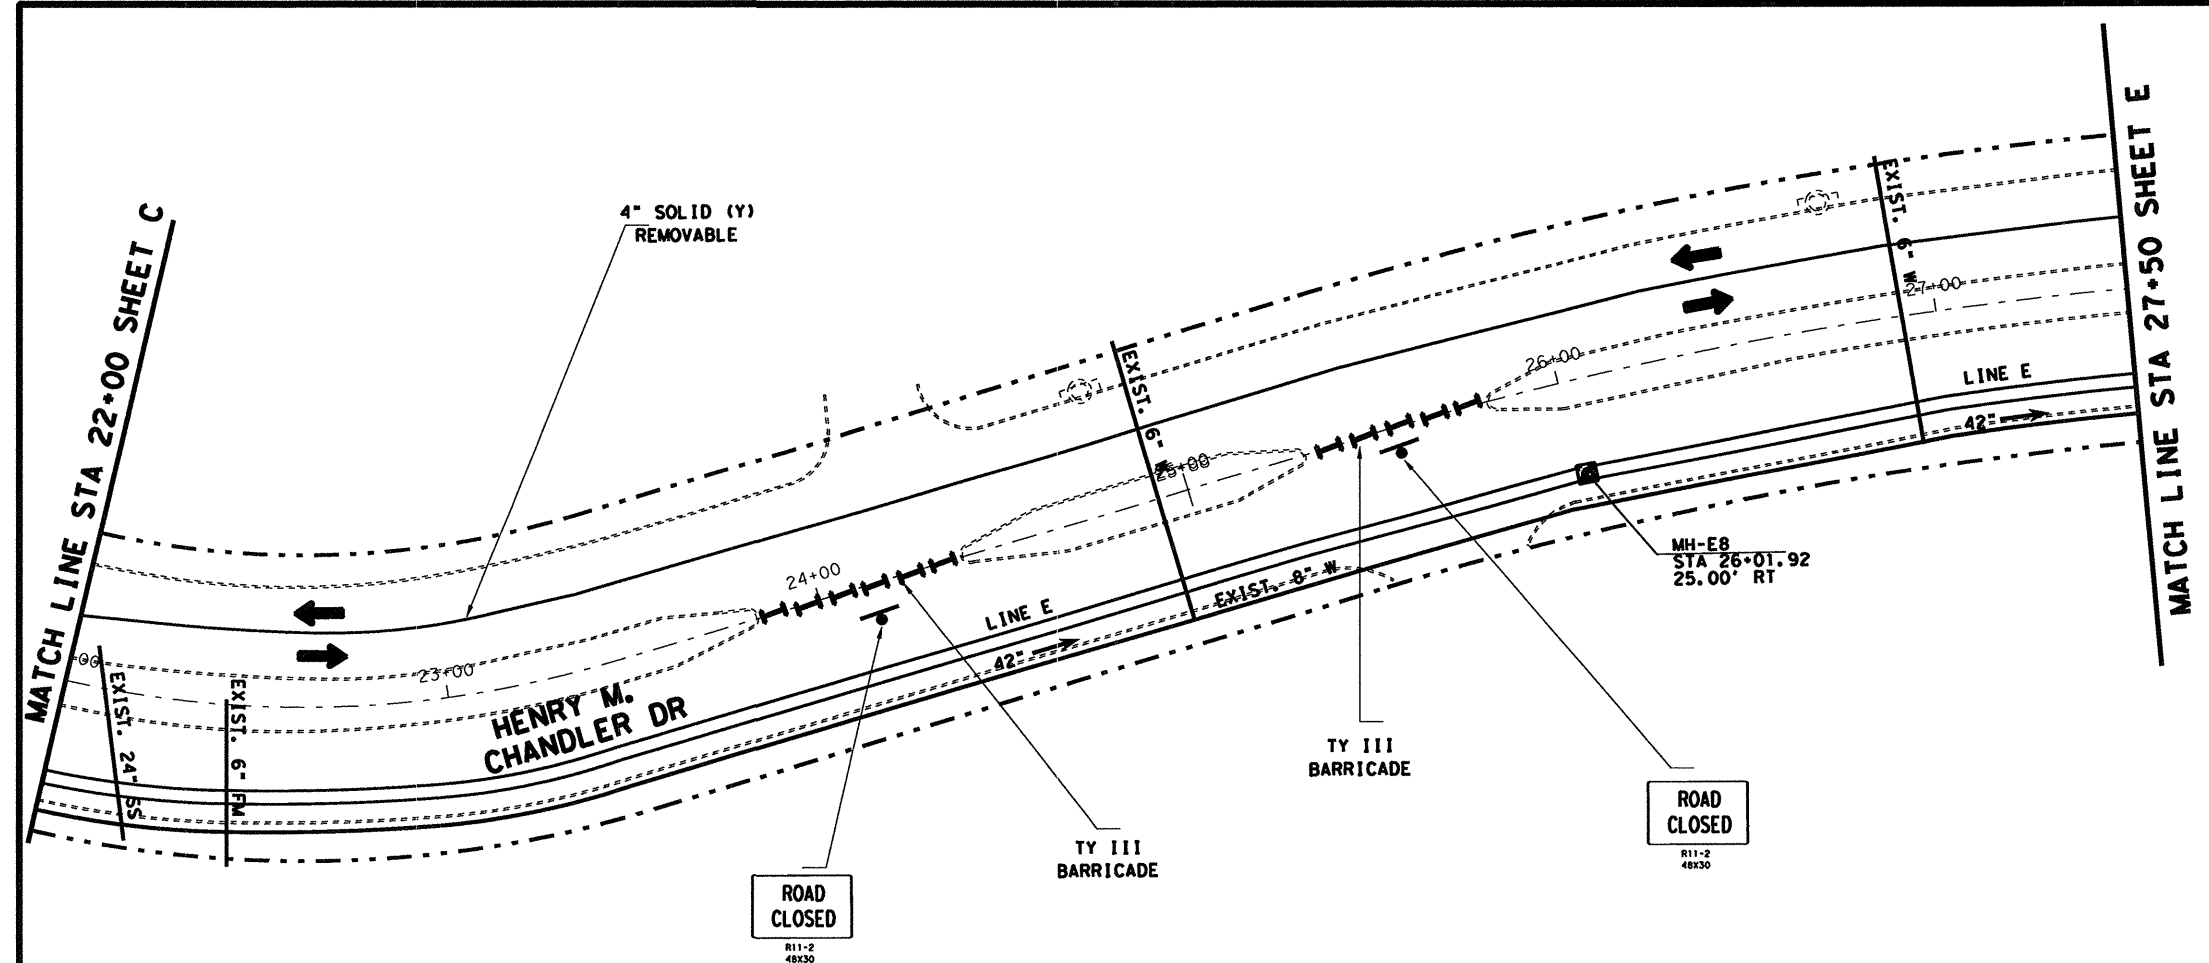 MATCH LINE STA 22+00 SHEET C
4" SOLID (Y)
REMOVABLE
MATCH LINE STA 27+50 SHEET E
EXIST. 6" W
27+00
26+00
LINE E
42"
EXIST. 6" W
25+00
MH-E8
STA 26+01.92
25.00' RT
24+00
EXIST. 8" W
LINE E
42"
00
23+00
EXIST. 24" SS
EXIST. 6" FM
HENRY M.
CHANDLER DR
TY III
BARRICADE
ROAD
CLOSED
R11-2
48X30
TY III
BARRICADE
ROAD
CLOSED
R11-2
48X30